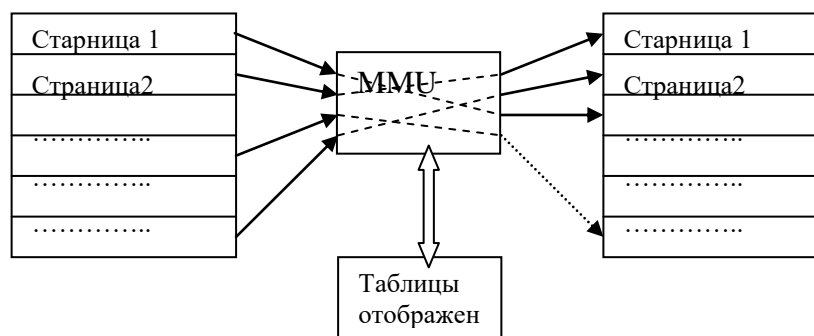 Старница 1
Страница2
…………..
…………..
…………..
MMU
Таблицы
отображен
Старница 1
Страница2
…………..
…………..
…………..